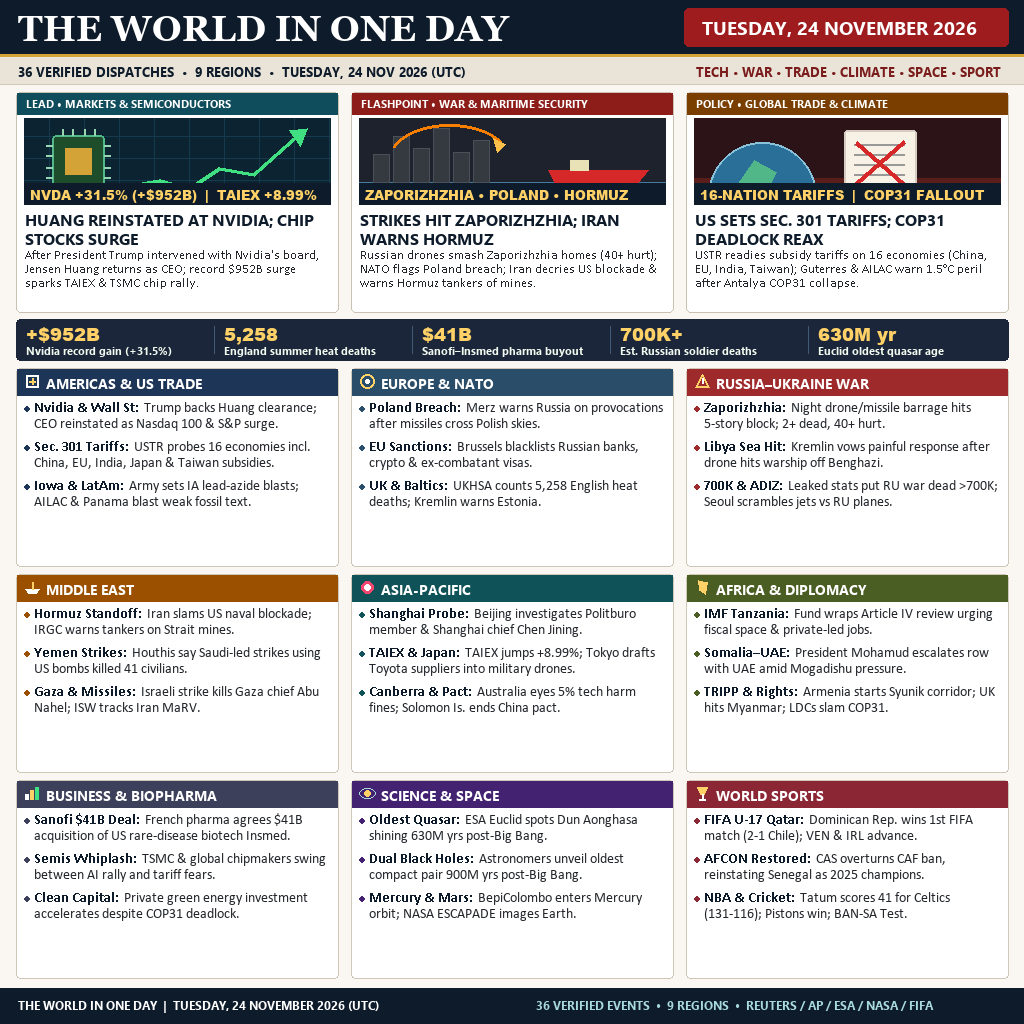 THE WORLD IN ONE DAY
TUESDAY, 24 NOVEMBER 2026
36 VERIFIED DISPATCHES • 9 REGIONS • TUESDAY, 24 NOV 2026 (UTC)
TECH • WAR • TRADE • CLIMATE • SPACE • SPORT
LEAD • MARKETS & SEMICONDUCTORS
NVDA +31.5% (+$952B) | TAIEX +8.99%
HUANG REINSTATED AT NVIDIA; CHIP
STOCKS SURGE
After President Trump intervened with Nvidia's board,
Jensen Huang returns as CEO; record $952B surge
sparks TAIEX & TSMC chip rally.
FLASHPOINT • WAR & MARITIME SECURITY
ZAPORIZHZHIA • POLAND • HORMUZ
STRIKES HIT ZAPORIZHZHIA; IRAN
WARNS HORMUZ
Russian drones smash Zaporizhzhia homes (40+ hurt);
NATO flags Poland breach; Iran decries US blockade &
warns Hormuz tankers of mines.
POLICY • GLOBAL TRADE & CLIMATE
16-NATION TARIFFS | COP31 FALLOUT
US SETS SEC. 301 TARIFFS; COP31
DEADLOCK REAX
USTR readies subsidy tariffs on 16 economies (China,
EU, India, Taiwan); Guterres & AILAC warn 1.5°C peril
after Antalya COP31 collapse.
+$952B
Nvidia record gain (+31.5%)
5,258
England summer heat deaths
$41B
Sanofi–Insmed pharma buyout
700K+
Est. Russian soldier deaths
630M yr
Euclid oldest quasar age
AMERICAS & US TRADE
Nvidia & Wall St: Trump backs Huang clearance;
CEO reinstated as Nasdaq 100 & S&P surge.
Sec. 301 Tariffs: USTR probes 16 economies incl.
China, EU, India, Japan & Taiwan subsidies.
Iowa & LatAm: Army sets IA lead-azide blasts;
AILAC & Panama blast weak fossil text.
EUROPE & NATO
Poland Breach: Merz warns Russia on provocations
after missiles cross Polish skies.
EU Sanctions: Brussels blacklists Russian banks,
crypto & ex-combatant visas.
UK & Baltics: UKHSA counts 5,258 English heat
deaths; Kremlin warns Estonia.
RUSSIA–UKRAINE WAR
Zaporizhzhia: Night drone/missile barrage hits
5-story block; 2+ dead, 40+ hurt.
Libya Sea Hit: Kremlin vows painful response after
drone hits warship off Benghazi.
700K & ADIZ: Leaked stats put RU war dead >700K;
Seoul scrambles jets vs RU planes.
MIDDLE EAST
Hormuz Standoff: Iran slams US naval blockade;
IRGC warns tankers on Strait mines.
Yemen Strikes: Houthis say Saudi-led strikes using
US bombs killed 41 civilians.
Gaza & Missiles: Israeli strike kills Gaza chief Abu
Nahel; ISW tracks Iran MaRV.
ASIA-PACIFIC
Shanghai Probe: Beijing investigates Politburo
member & Shanghai chief Chen Jining.
TAIEX & Japan: TAIEX jumps +8.99%; Tokyo drafts
Toyota suppliers into military drones.
Canberra & Pact: Australia eyes 5% tech harm
fines; Solomon Is. ends China pact.
AFRICA & DIPLOMACY
IMF Tanzania: Fund wraps Article IV review urging
fiscal space & private-led jobs.
Somalia–UAE: President Mohamud escalates row
with UAE amid Mogadishu pressure.
TRIPP & Rights: Armenia starts Syunik corridor; UK
hits Myanmar; LDCs slam COP31.
BUSINESS & BIOPHARMA
Sanofi $41B Deal: French pharma agrees $41B
acquisition of US rare-disease biotech Insmed.
Semis Whiplash: TSMC & global chipmakers swing
between AI rally and tariff fears.
Clean Capital: Private green energy investment
accelerates despite COP31 deadlock.
SCIENCE & SPACE
Oldest Quasar: ESA Euclid spots Dun Aonghasa
shining 630M yrs post-Big Bang.
Dual Black Holes: Astronomers unveil oldest
compact pair 900M yrs post-Big Bang.
Mercury & Mars: BepiColombo enters Mercury
orbit; NASA ESCAPADE images Earth.
WORLD SPORTS
FIFA U-17 Qatar: Dominican Rep. wins 1st FIFA
match (2-1 Chile); VEN & IRL advance.
AFCON Restored: CAS overturns CAF ban,
reinstating Senegal as 2025 champions.
NBA & Cricket: Tatum scores 41 for Celtics
(131-116); Pistons win; BAN-SA Test.
THE WORLD IN ONE DAY | TUESDAY, 24 NOVEMBER 2026 (UTC)
36 VERIFIED EVENTS • 9 REGIONS • REUTERS / AP / ESA / NASA / FIFA